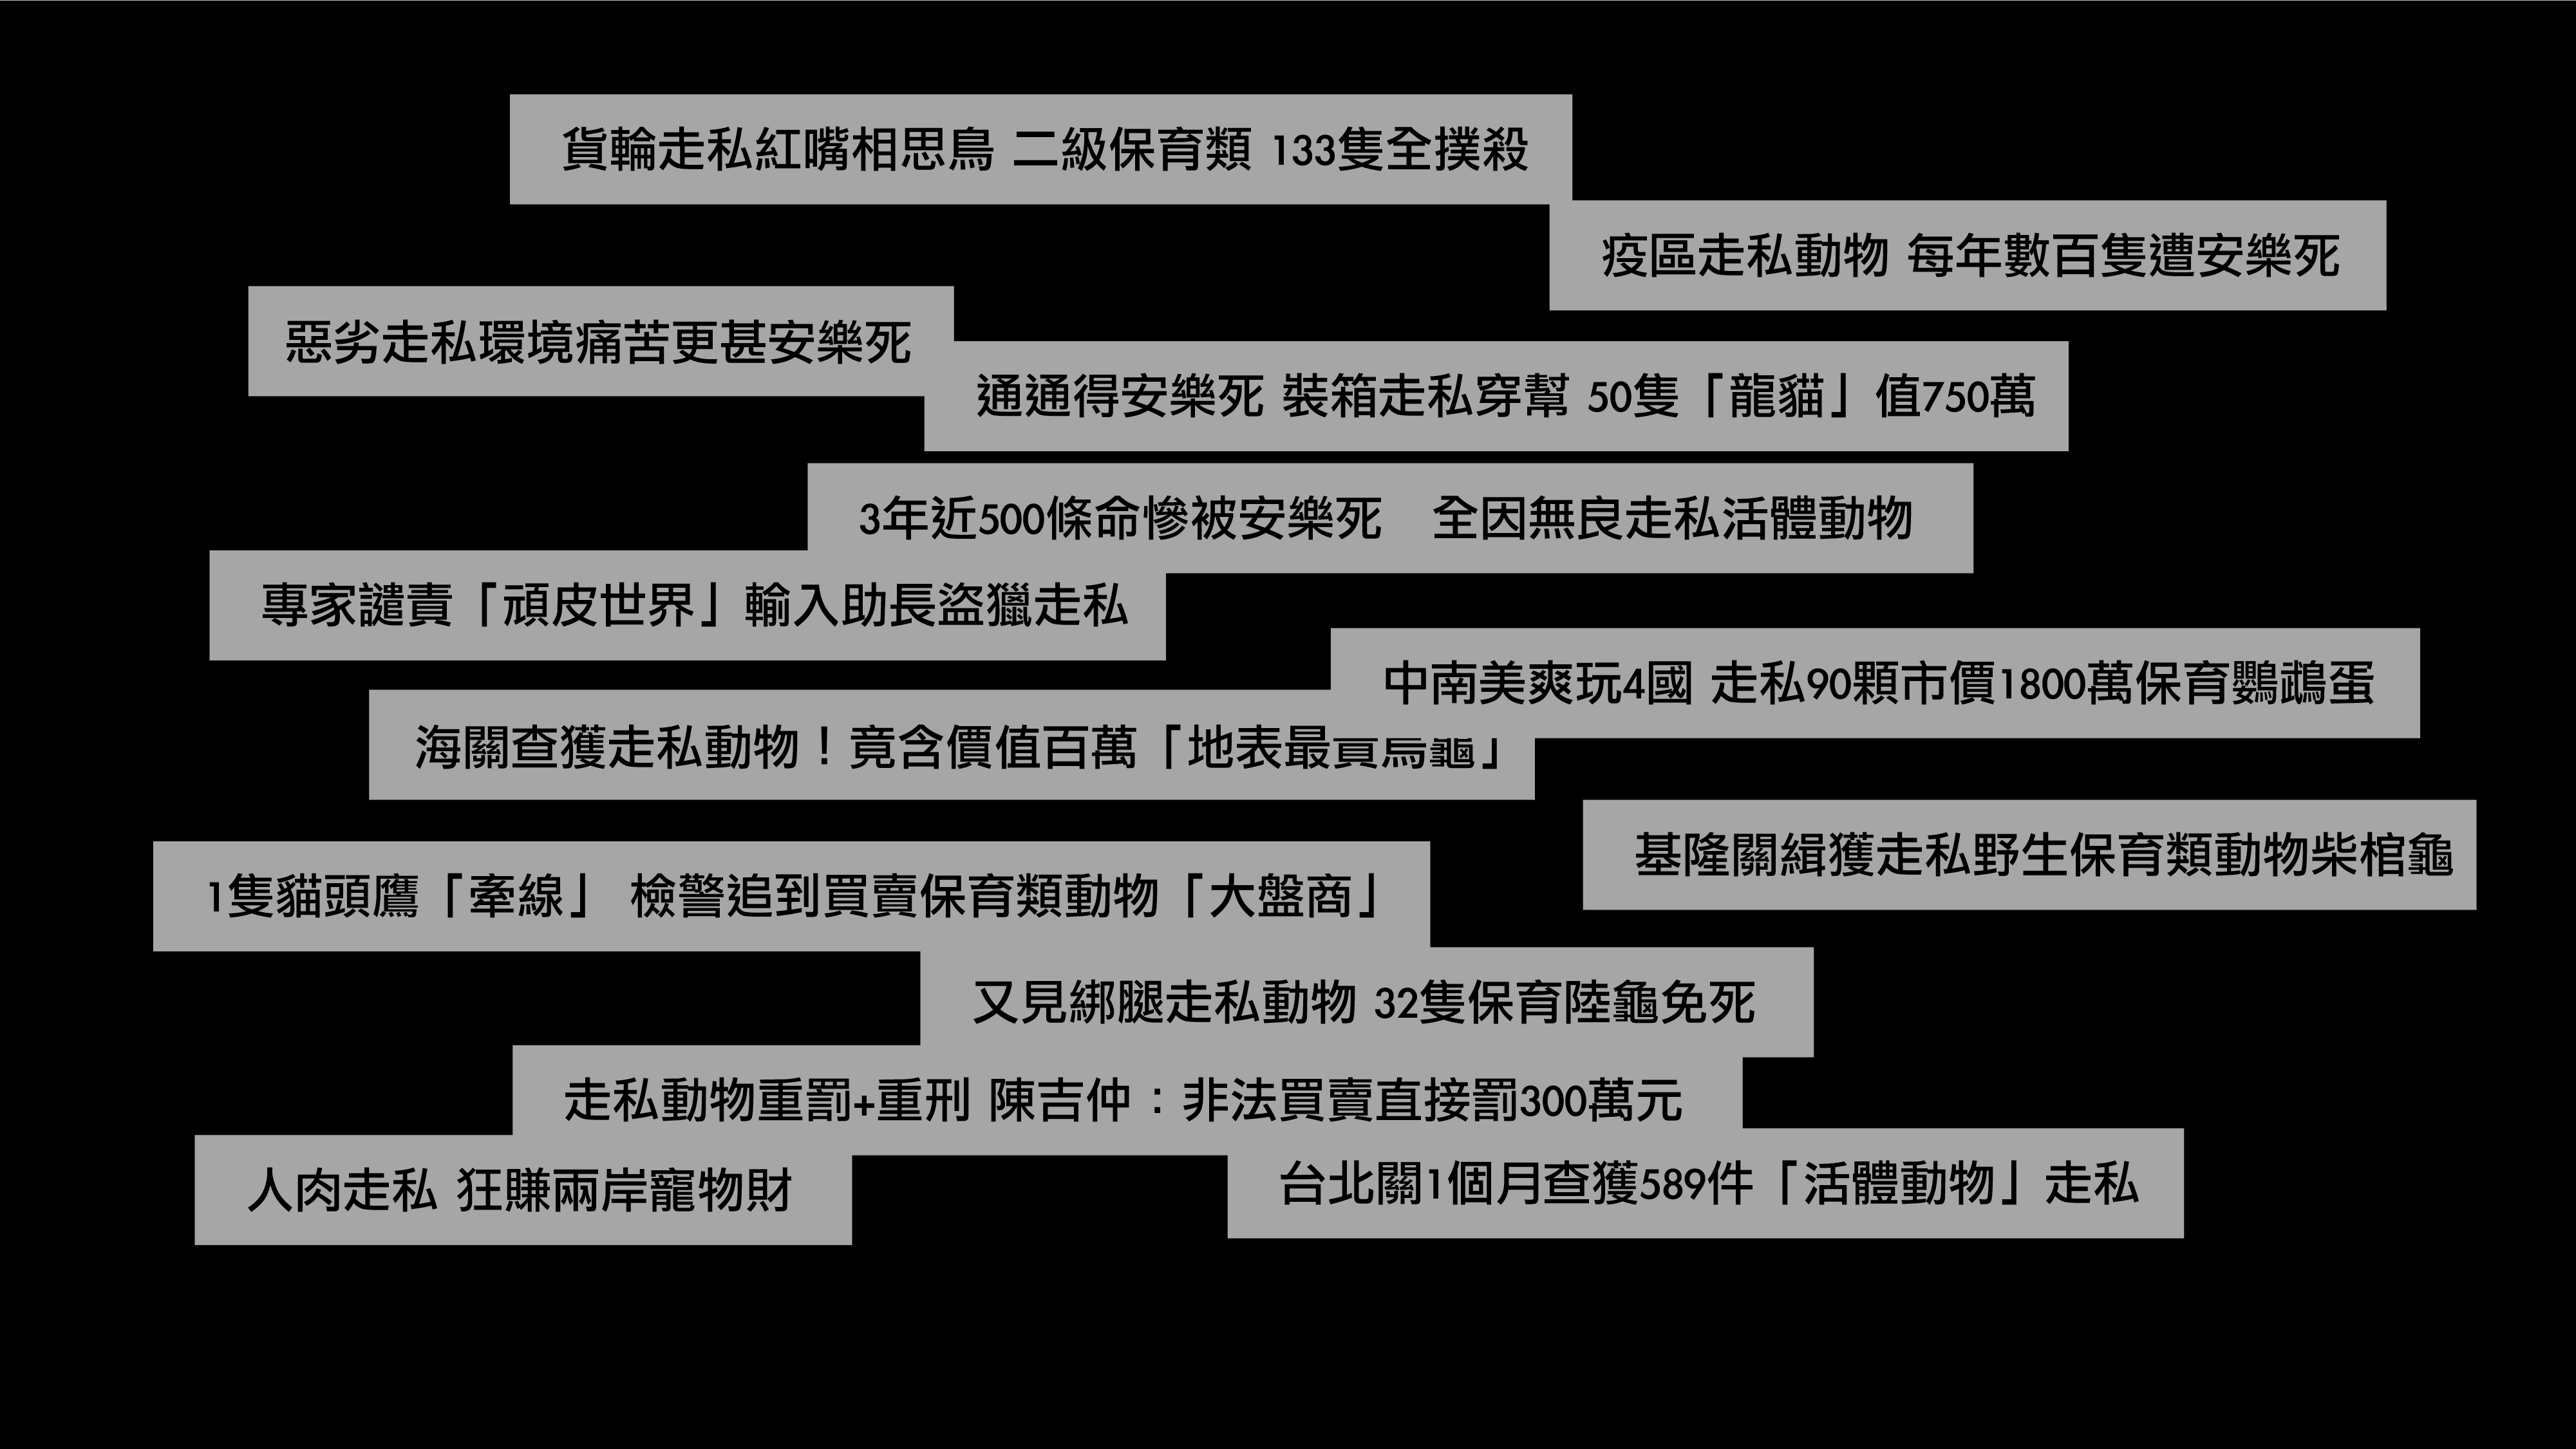 貨輪走私紅嘴相思鳥 二級保育類 133隻全撲殺
疫區走私動物 每年數百隻遭安樂死
惡劣走私環境痛苦更甚安樂死
通通得安樂死 裝箱走私穿幫 50隻「龍貓」值750萬
3年近500條命慘被安樂死　全因無良走私活體動物
專家譴責「頑皮世界」輸入助長盜獵走私
中南美爽玩4國 走私90顆市價1800萬保育鸚鵡蛋
海關查獲走私動物！竟含價值百萬「地表最貴烏龜」
基隆關緝獲走私野生保育類動物柴棺龜
1隻貓頭鷹「牽線」 檢警追到買賣保育類動物「大盤商」
又見綁腿走私動物 32隻保育陸龜免死
走私動物重罰+重刑 陳吉仲：非法買賣直接罰300萬元
人肉走私 狂賺兩岸寵物財
台北關1個月查獲589件「活體動物」走私